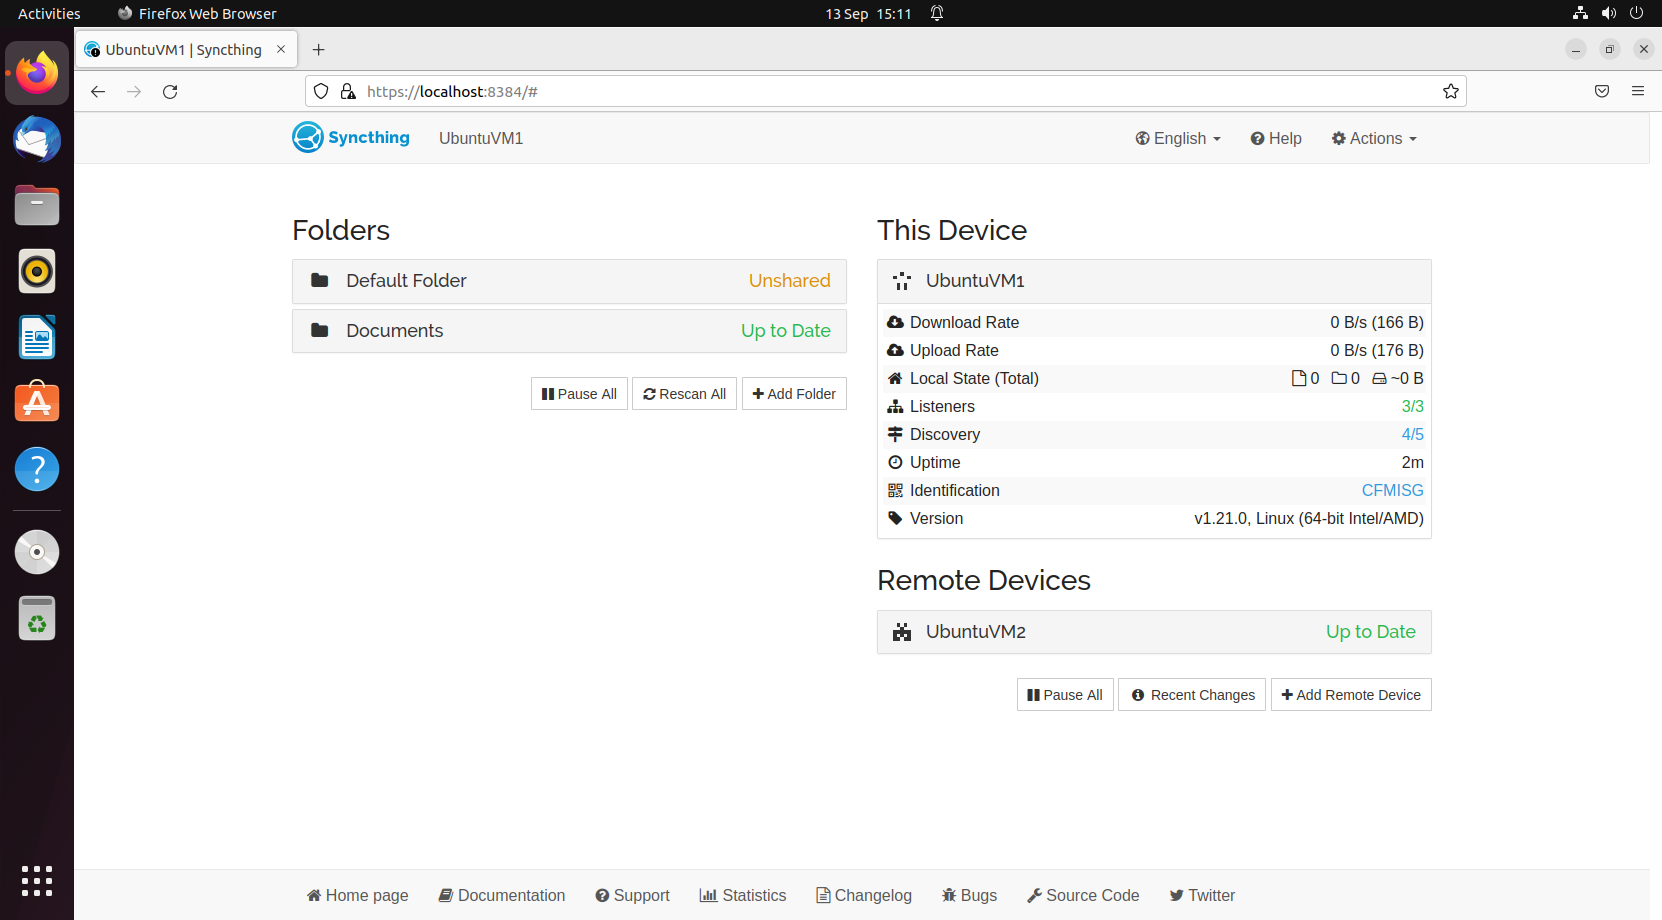 Activities Firefox Web Browser 13 Sep 15:11
UbuntuVM1 | Syncthing
https://localhost:8384/#
Syncthing UbuntuVM1 English Help Actions
Folders
Default Folder Unshared
Documents Up to Date
Pause All Rescan All Add Folder
This Device
UbuntuVM1
Download Rate 0 B/s (166 B)
Upload Rate 0 B/s (176 B)
Local State (Total) 0 0 ~0 B
Listeners 3/3
Discovery 4/5
Uptime 2m
Identification CFMISG
Version v1.21.0, Linux (64-bit Intel/AMD)
Remote Devices
UbuntuVM2 Up to Date
Pause All Recent Changes Add Remote Device
Home page Documentation Support Statistics Changelog Bugs Source Code Twitter